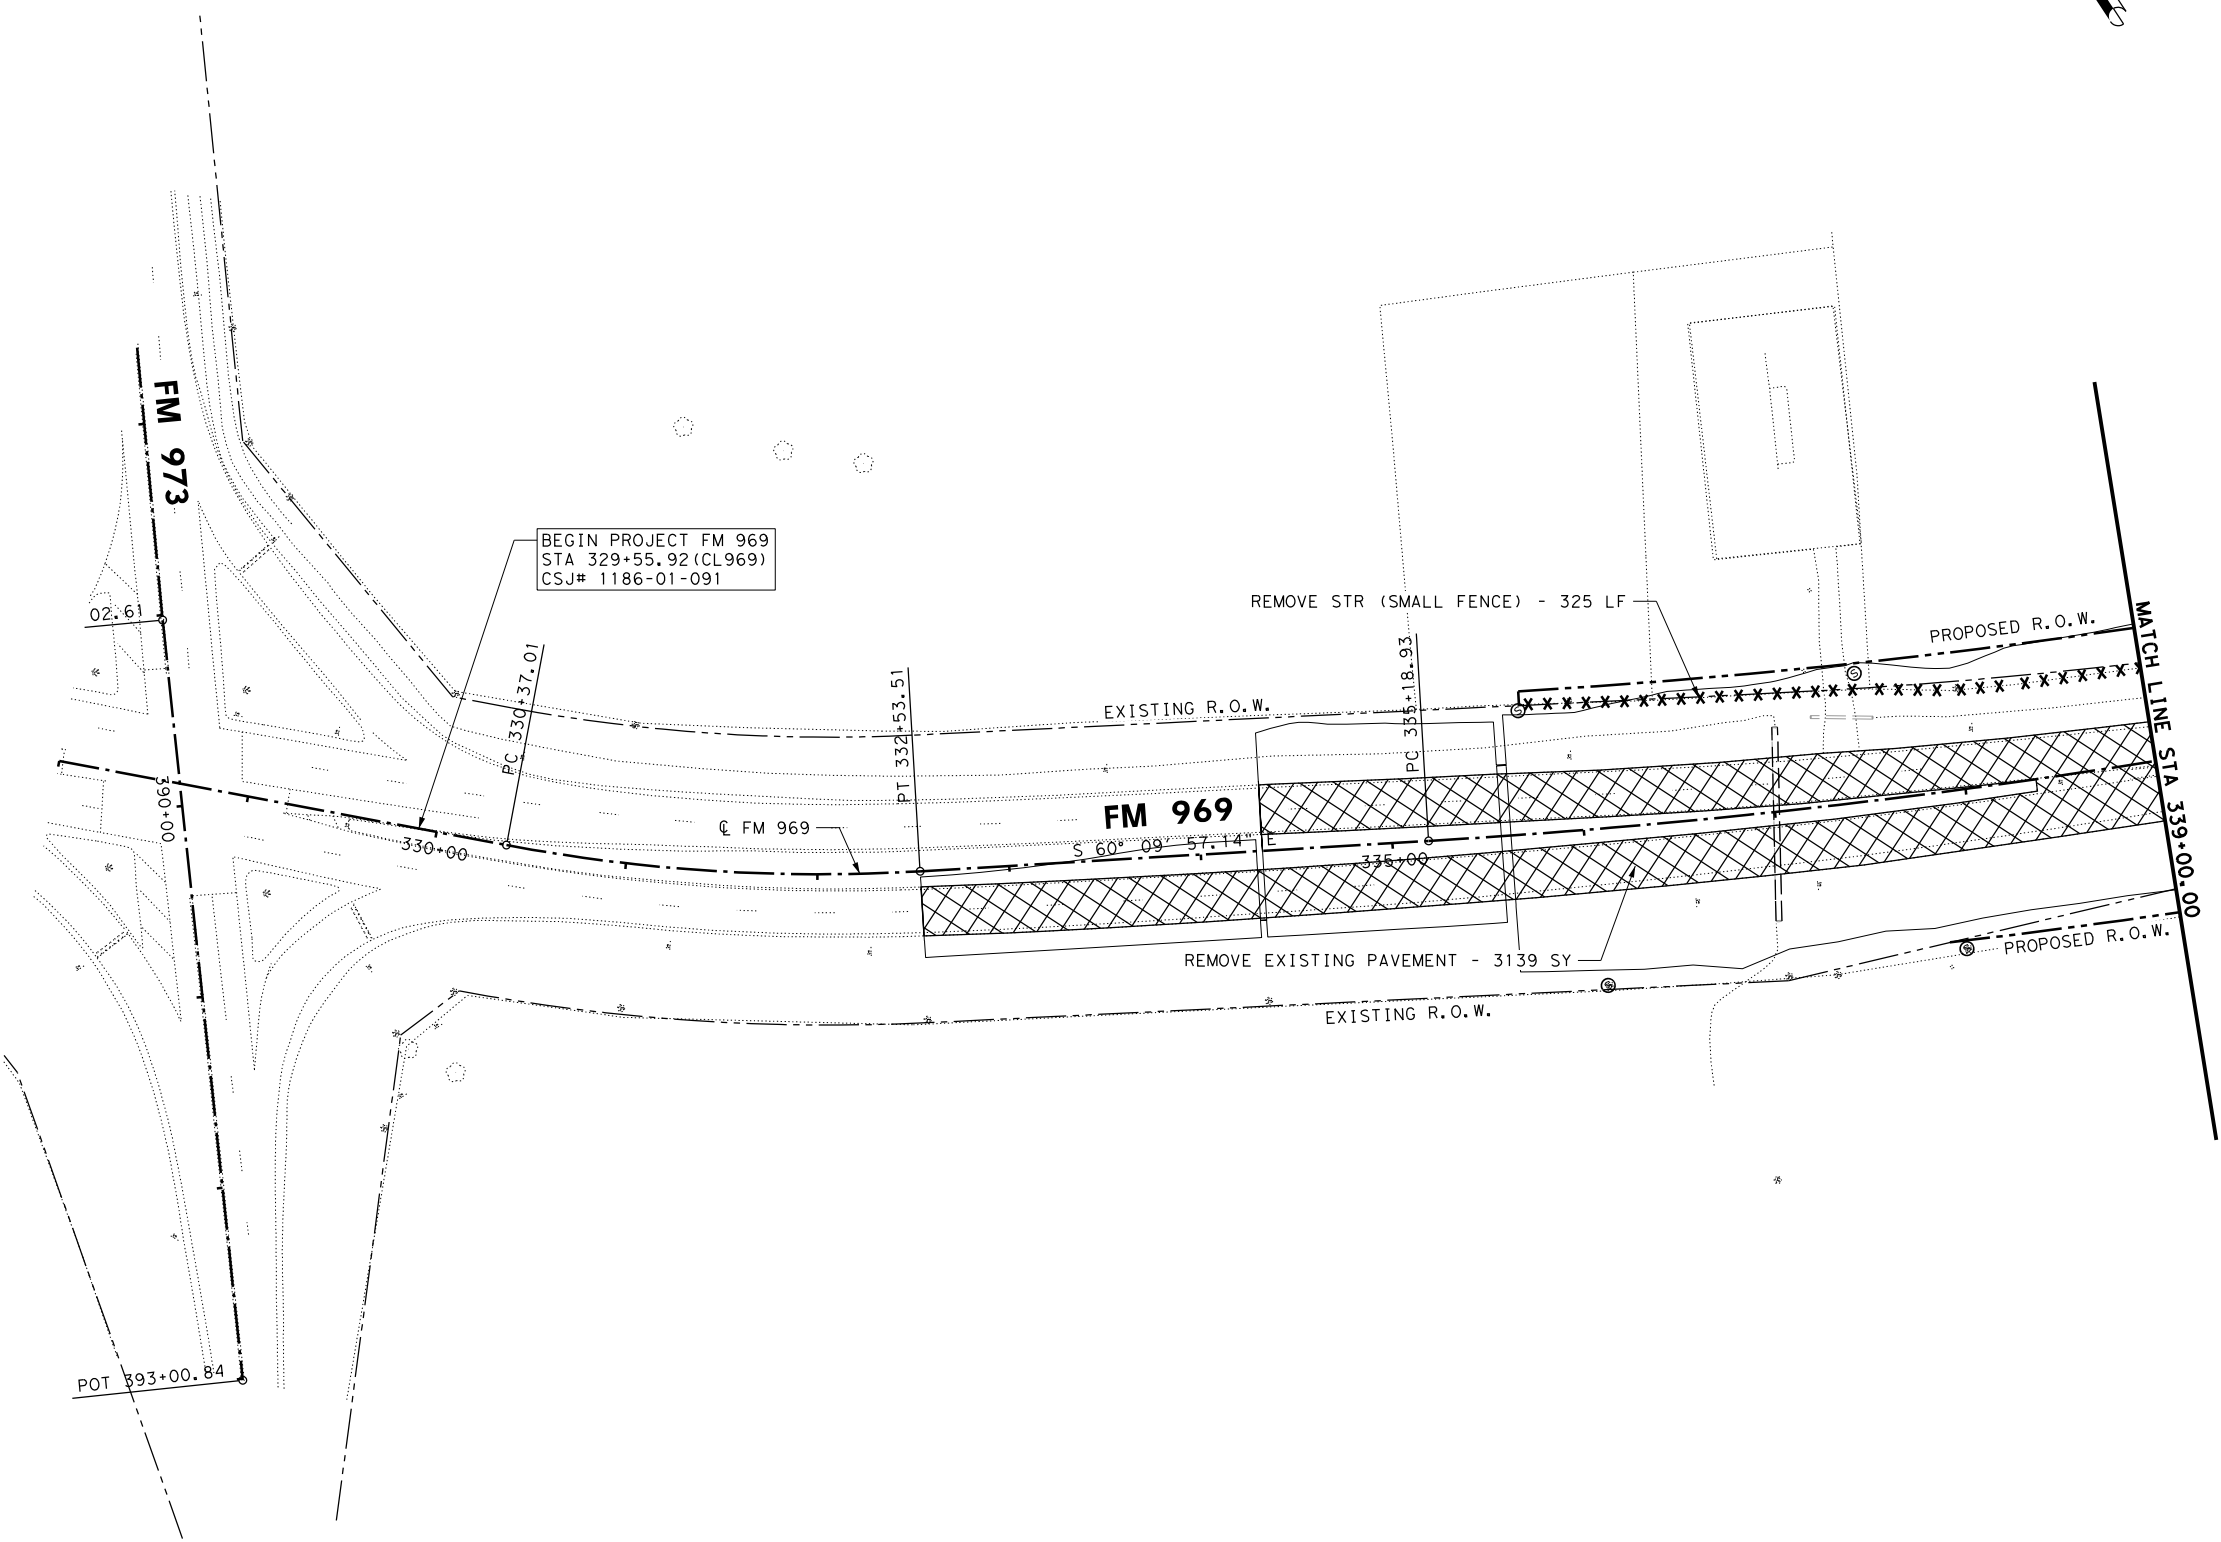 FM 973
BEGIN PROJECT FM 969
STA 329+55.92(CL969)
CSJ# 1186-01-091
02.61
REMOVE STR (SMALL FENCE) - 325 LF
PROPOSED R.O.W.
MATCH LINE STA 339+00.00
PC 330+37.01
PT 332+53.51
PC 335+18.93
EXISTING R.O.W.
390+00
330+00
℄ FM 969
FM 969
S 60° 09' 57.14" E
335+00
REMOVE EXISTING PAVEMENT - 3139 SY
PROPOSED R.O.W.
EXISTING R.O.W.
POT 393+00.84